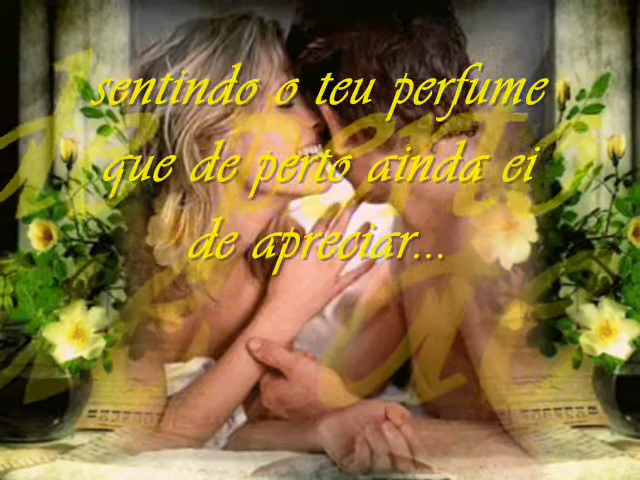 sentindo o teu perfume
que de perto ainda ei
de apreciar...